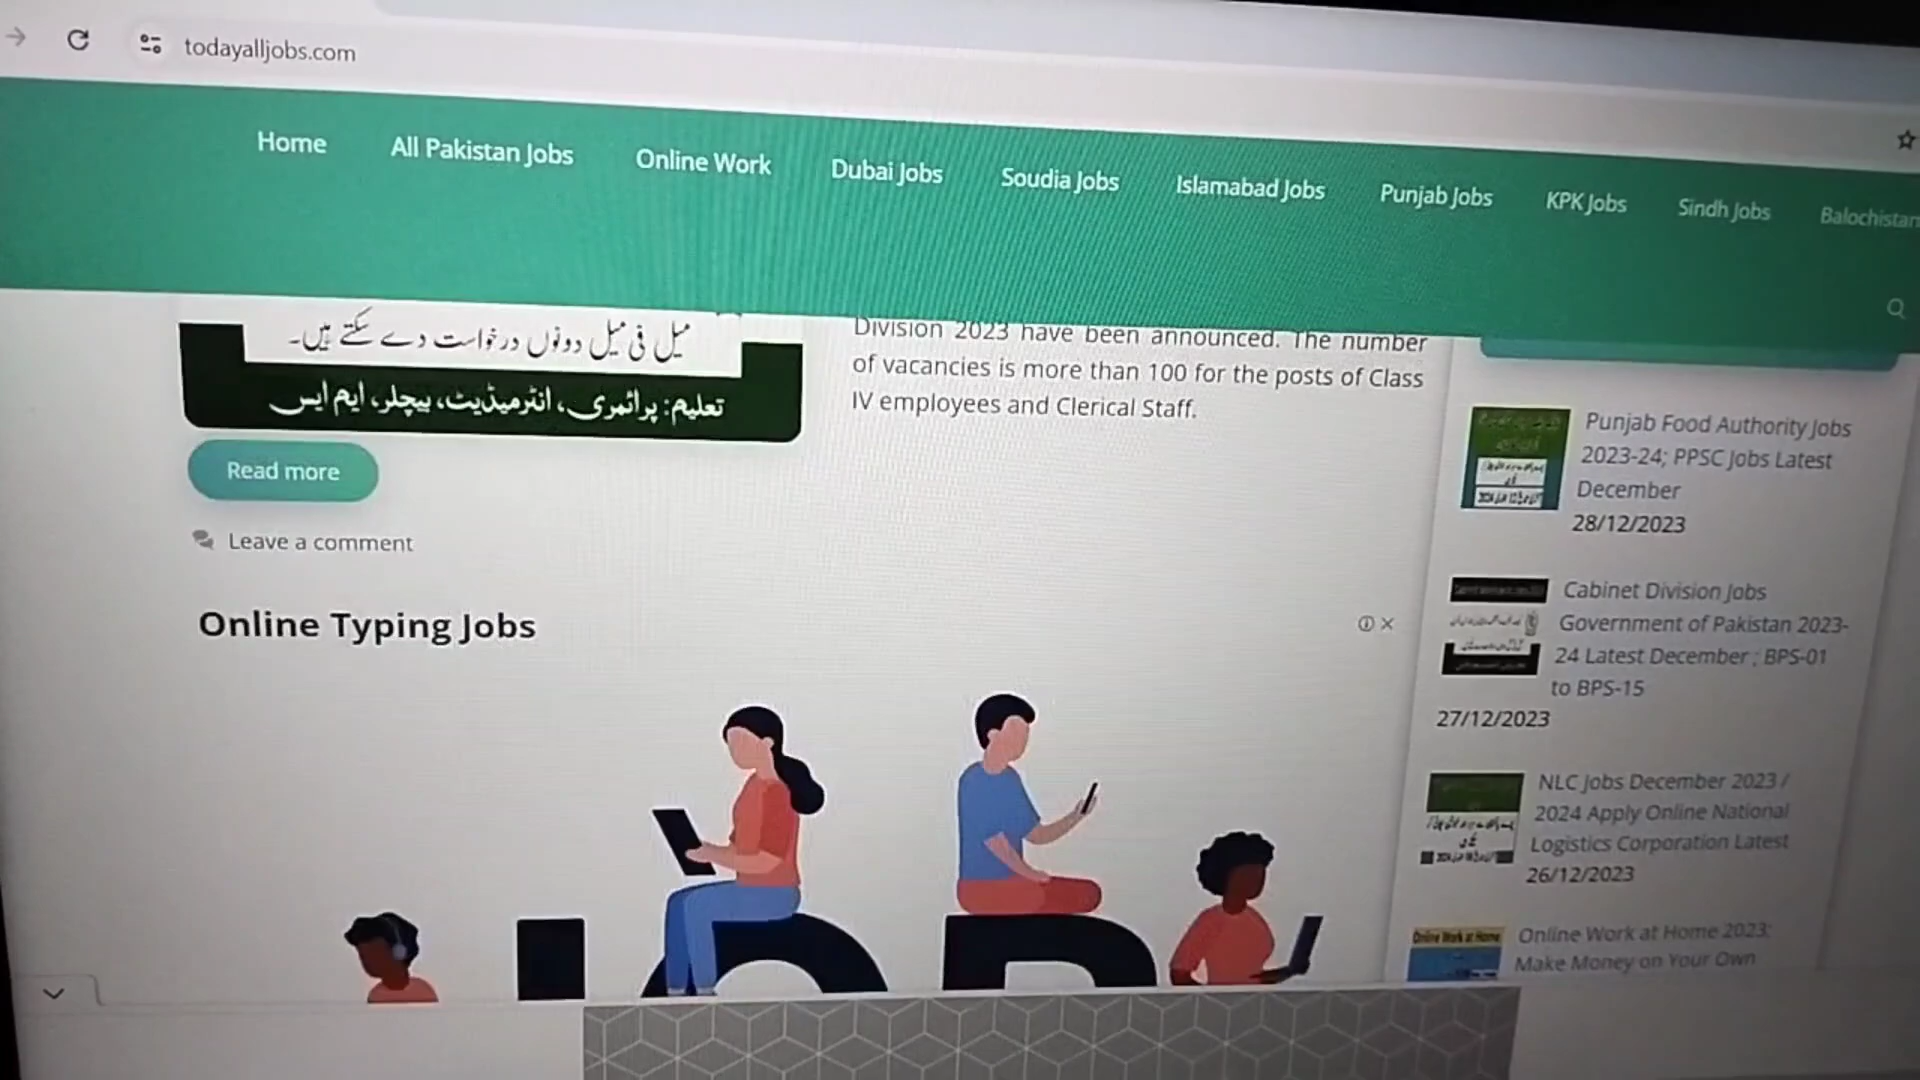 todayalljobs.com
Home
All Pakistan Jobs
Online Work
Dubai Jobs
Soudia Jobs
Islamabad Jobs
Punjab Jobs
KPK Jobs
Sindh Jobs
Balochistan
میل فی میل دونوں درخواست دے سکتے ہیں۔
تعلیم: پرائمری، انٹرمیڈیٹ، بیچلر، ایم ایس
Division 2023 have been announced. The number
of vacancies is more than 100 for the posts of Class
IV employees and Clerical Staff.
Read more
Leave a comment
Online Typing Jobs
Punjab Food Authority Jobs
2023-24; PPSC Jobs Latest
December
28/12/2023
Cabinet Division Jobs
Government of Pakistan 2023-
24 Latest December ; BPS-01
to BPS-15
27/12/2023
NLC Jobs December 2023 /
2024 Apply Online National
Logistics Corporation Latest
26/12/2023
Online Work at Home
Online Work at Home 2023;
Make Money on Your Own